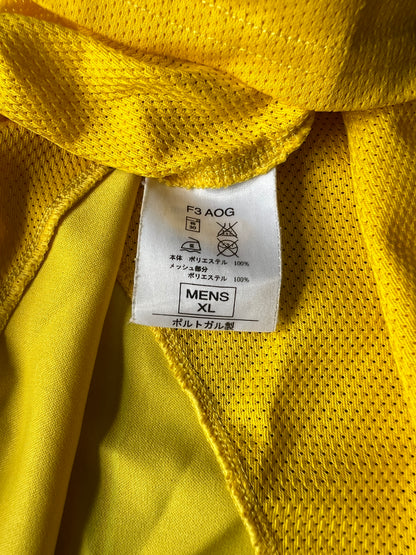 F3 AOG
本体 ポリエステル 100%
メッシュ部分
ポリエステル 100%
MENS
XL
ポルトガル製